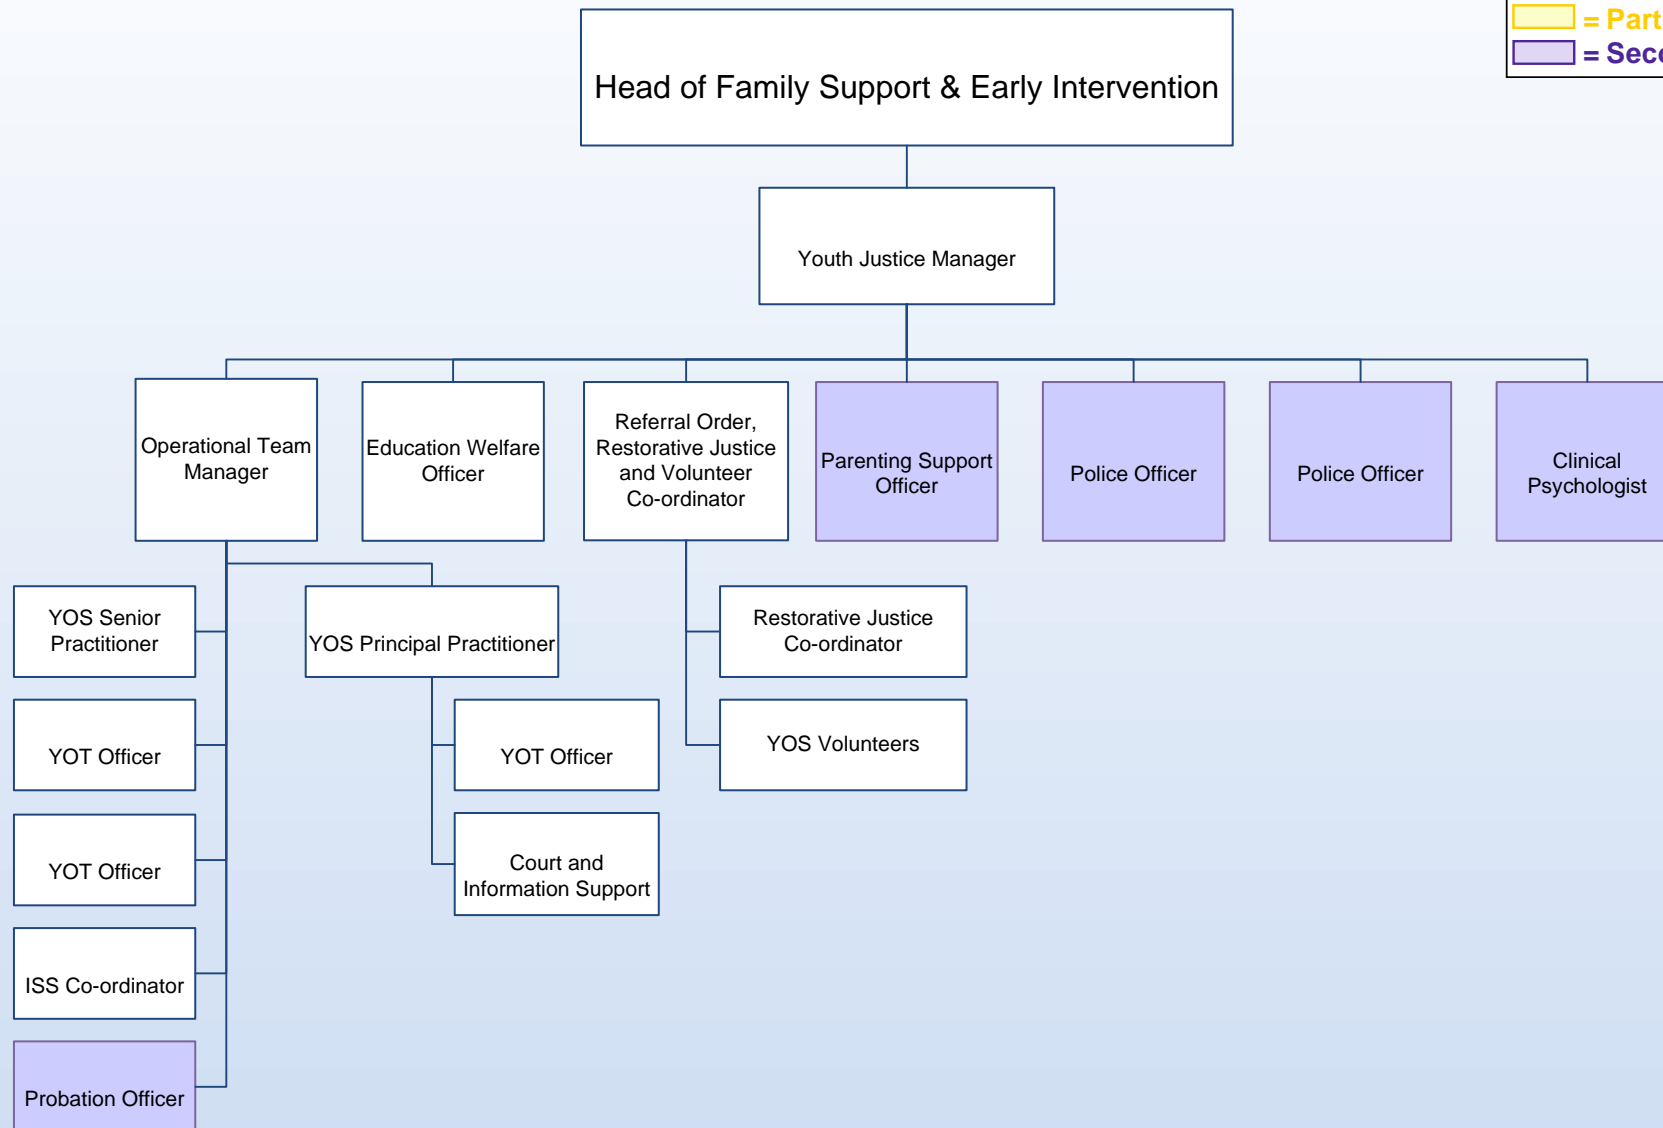 = Part
= Seco
Head of Family Support & Early Intervention
Youth Justice Manager
Operational Team
Manager
Education Welfare
Officer
Referral Order,
Restorative Justice
and Volunteer
Co-ordinator
Parenting Support
Officer
Police Officer
Police Officer
Clinical
Psychologist
YOS Senior
Practitioner
YOS Principal Practitioner
Restorative Justice
Co-ordinator
YOT Officer
YOT Officer
YOS Volunteers
YOT Officer
Court and
Information Support
ISS Co-ordinator
Probation Officer